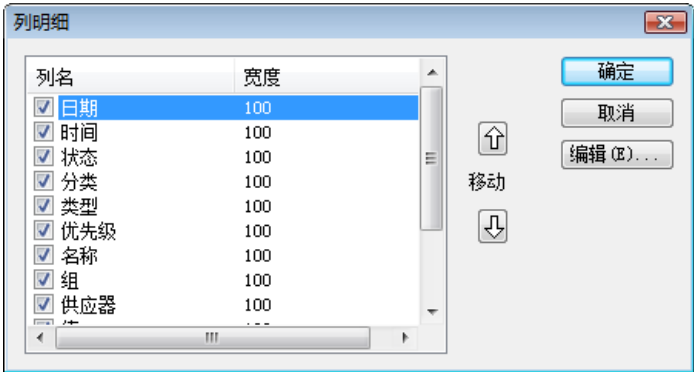 列明细
列名 宽度
日期 100
时间 100
状态 100
分类 100
类型 100
优先级 100
名称 100
组 100
供应器 100
移动
确定
取消
编辑(E)...